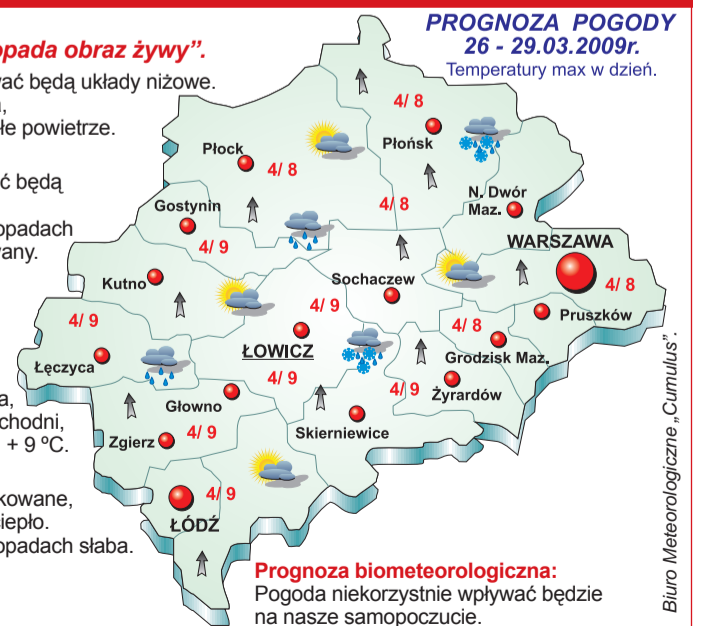 PROGNOZA POGODY
26 - 29.03.2009r.
Temperatury max w dzień.
opada obraz żywy”.
wać będą układy niżowe.
łe powietrze.
ć będą
opadach
wany.
chodni,
+ 9 ºC.
kowane,
ciepło.
opadach słaba.
4/ 8
Płońsk
Płock
4/ 8
4/ 8
N. Dwór
Maz.
Gostynin
4/ 9
WARSZAWA
4/ 8
Kutno
Sochaczew
4/ 9
Pruszków
4/ 9
ŁOWICZ
4/ 8
Grodzisk Maz.
Łęczyca
4/ 9
4/ 9
Żyrardów
Głowno
Skierniewice
Zgierz
4/ 9
4/ 9
ŁÓDŹ
Prognoza biometeorologiczna:
Pogoda niekorzystnie wpływać będzie
na nasze samopoczucie.
Biuro Meteorologiczne „Cumulus”.